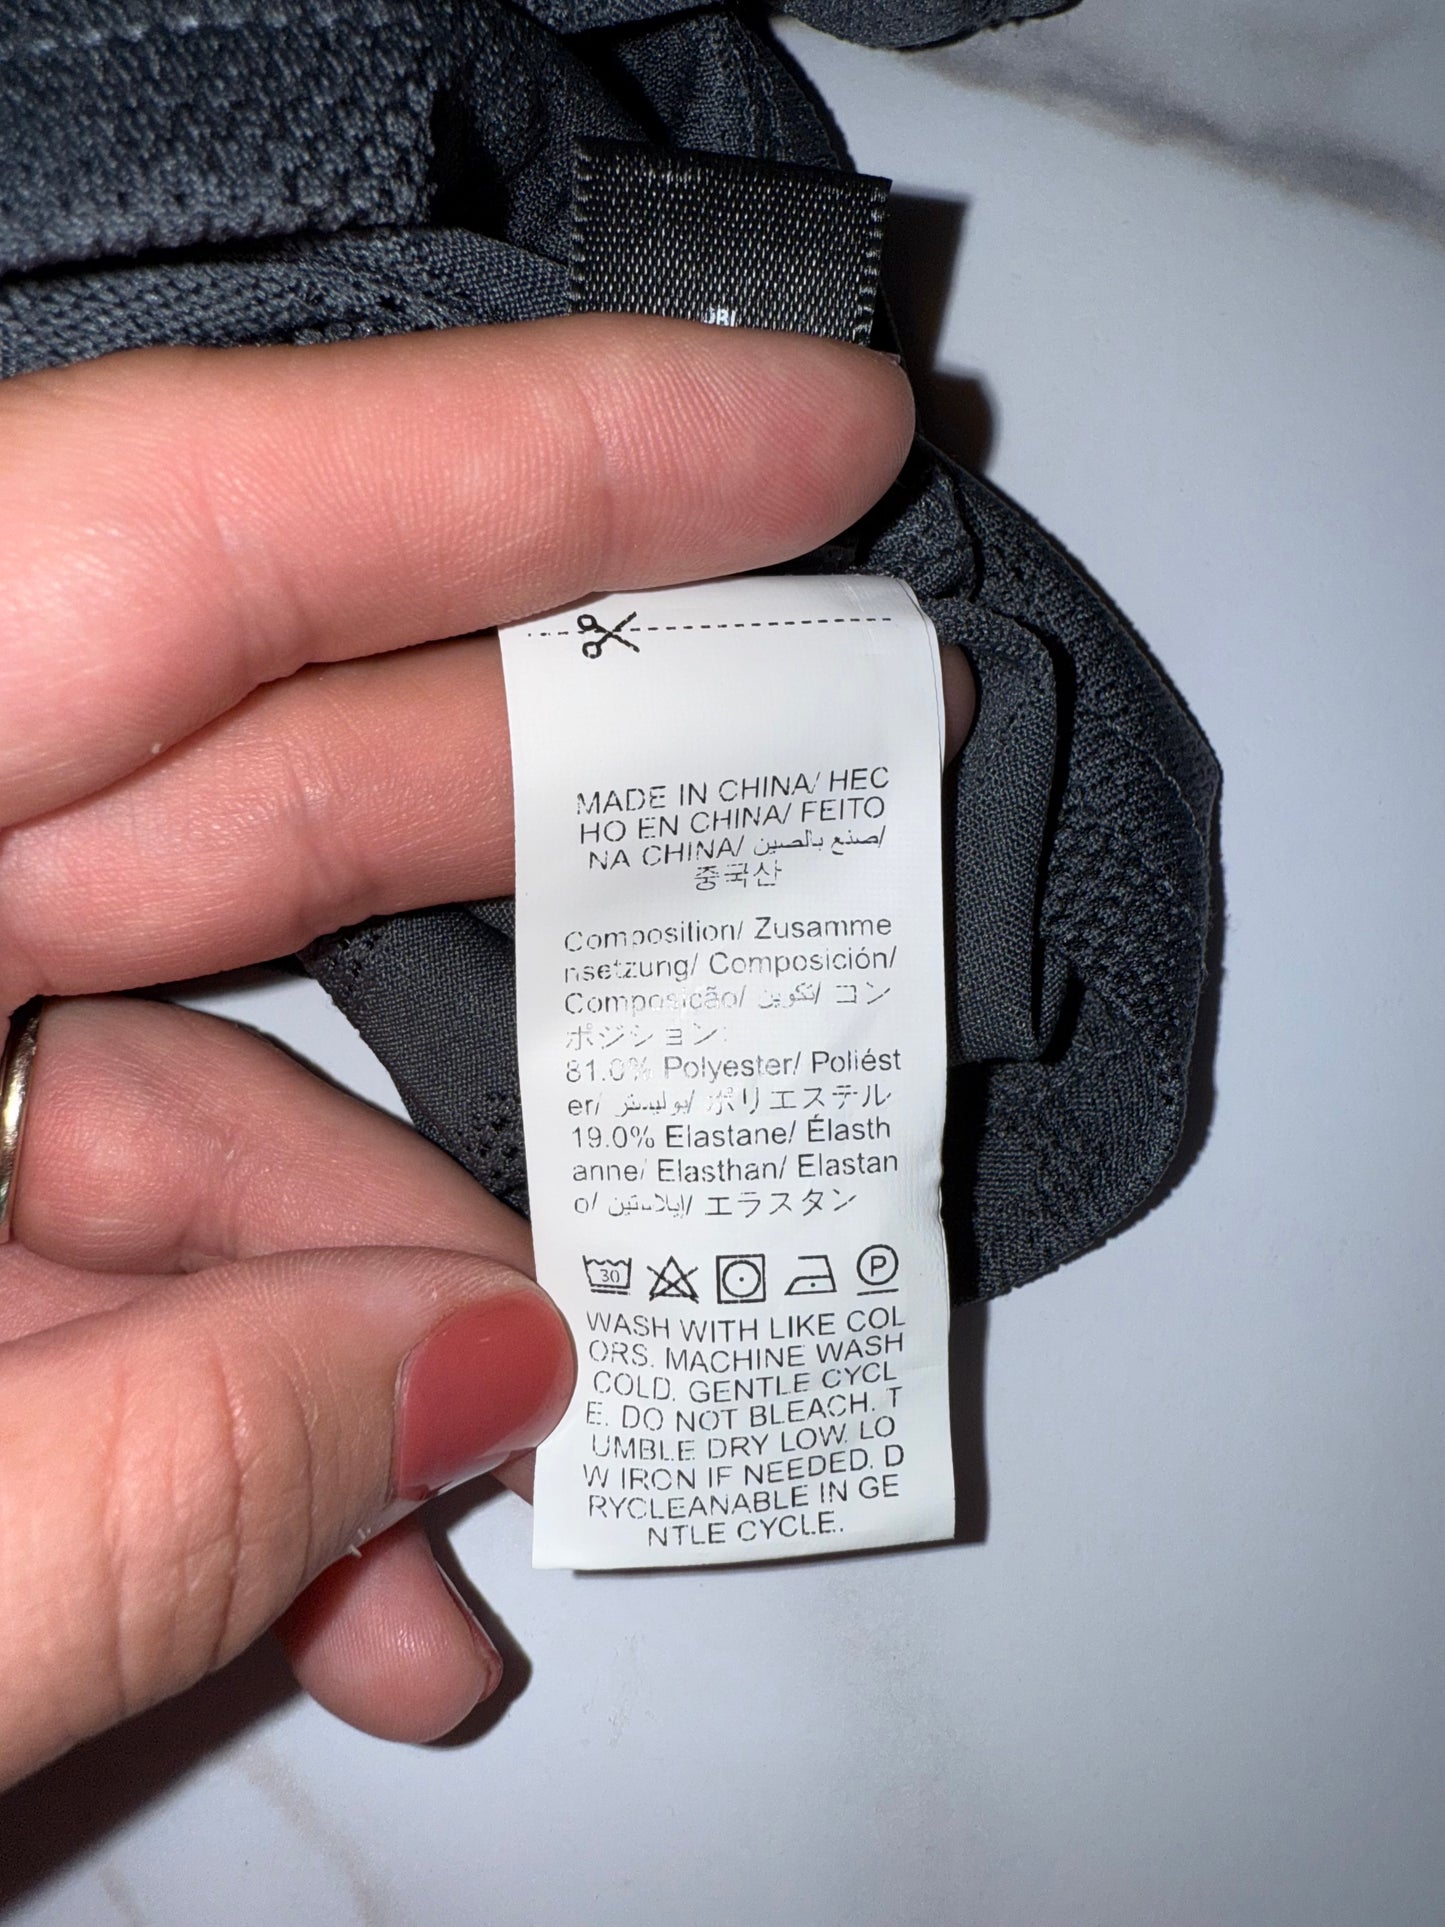 MADE IN CHINA/ HEC
HO EN CHINA/ FEITO
NA CHINA/ صنع بالصين/
중국산
Composition/ Zusamme
nsetzung/ Composición/
Composição/ تكوين/ コン
ポジション:
81.0% Polyester/ Poliést
er/ بوليستر/ ポリエステル
19.0% Elastane/ Élasth
anne/ Elasthan/ Elastan
o/ إيلاستين/ エラスタン
30
P
WASH WITH LIKE COL
ORS. MACHINE WASH
COLD. GENTLE CYCL
E. DO NOT BLEACH. T
UMBLE DRY LOW. LO
W IRON IF NEEDED. D
RYCLEANABLE IN GE
NTLE CYCLE.